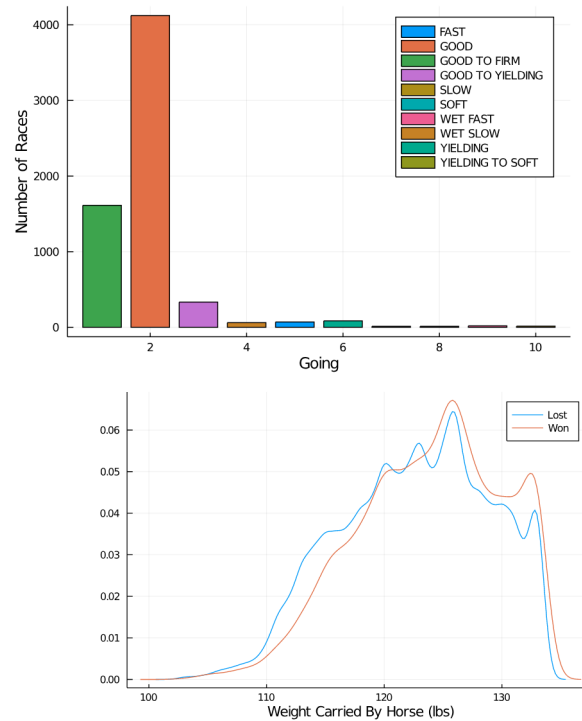 4000
3000
2000
1000
0
Number of Races
FAST
GOOD
GOOD TO FIRM
GOOD TO YIELDING
SLOW
SOFT
WET FAST
WET SLOW
YIELDING
YIELDING TO SOFT
2 4 6 8 10
Going
0.06
0.05
0.04
0.03
0.02
0.01
0.00
Lost
Won
100 110 120 130
Weight Carried By Horse (lbs)